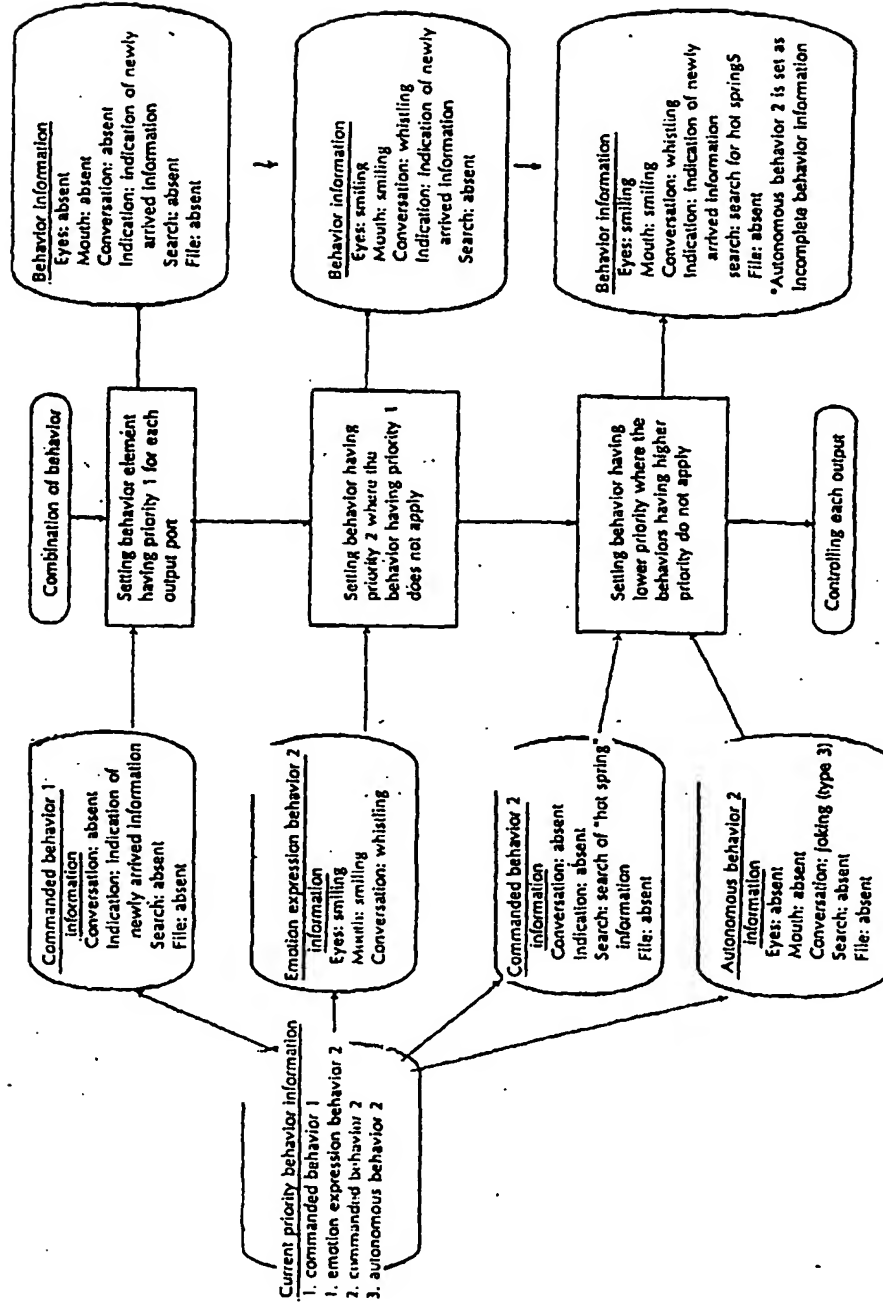 Combination of behavior
Setting behavior element
having priority 1 for each
output port
Setting behavior having
priority 2 where the
behavior having priority 1
does not apply
Setting behavior having
lower priority where the
behaviors having higher
priority do not apply
Controlling each output
Current priority behavior information
1. commanded behavior 1
1. emotion expression behavior 2
2. commanded behavior 2
3. autonomous behavior 2
Commanded behavior 1
information
Conversation: absent
Indication: Indication of
newly arrived information
Search: absent
File: absent
Emotion expression behavior 2
information
Eyes: smiling
Mouth: smiling
Conversation: whistling
Commanded behavior 2
information
Conversation: absent
Indication: absent
Search: search of "hot spring"
information
File: absent
Autonomous behavior 2
information
Eyes: absent
Mouth: absent
Conversation: joking (type 3)
Search: absent
File: absent
Behavior information
Eyes: absent
Mouth: absent
Conversation: absent
Indication: Indication of newly
arrived information
Search: absent
File: absent
Behavior information
Eyes: smiling
Mouth: smiling
Conversation: whistling
Indication: Indication of newly
arrived information
Search: absent
Behavior information
Eyes: smiling
Mouth: smiling
Conversation: whistling
Indication: Indication of newly
arrived information
search: search for hot springS
File: absent
*Autonomous behavior 2 is set as
Incomplete behavior information